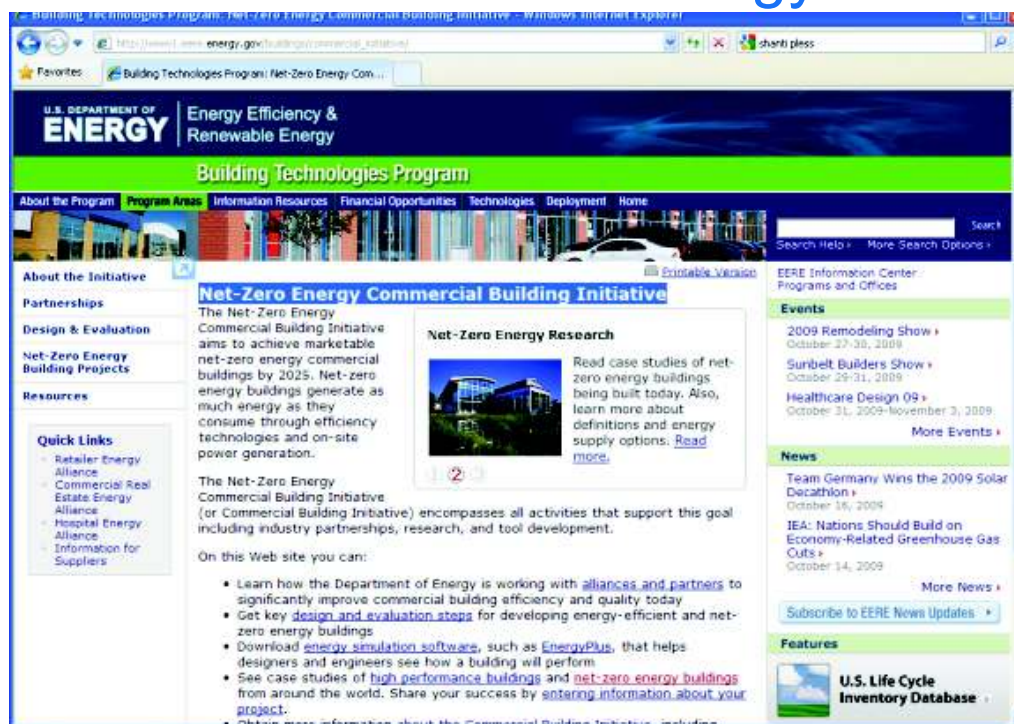 Building Technologies Program: Net-Zero Energy Commercial Building Initiative - Windows Internet Explorer
energy.gov/buildings/commercial_initiative/
shanti pless
Favorites
Building Technologies Program: Net-Zero Energy Com...
U.S. DEPARTMENT OF
ENERGY
Energy Efficiency &
Renewable Energy
Building Technologies Program
About the Program Program Areas Information Resources Financial Opportunities Technologies Deployment Home
Search
Search Help More Search Options
About the Initiative
Partnerships
Design & Evaluation
Net-Zero Energy
Building Projects
Resources
Quick Links
Retailer Energy
Alliance
Commercial Real
Estate Energy
Alliance
Hospital Energy
Alliance
Information for
Suppliers
Printable Version
Net-Zero Energy Commercial Building Initiative
The Net-Zero Energy
Commercial Building Initiative
aims to achieve marketable
net-zero energy commercial
buildings by 2025. Net-zero
energy buildings generate as
much energy as they
consume through efficiency
technologies and on-site
power generation.
Net-Zero Energy Research
Read case studies of net-
zero energy buildings
being built today. Also,
learn more about
definitions and energy
supply options. Read
more.
1 2 3
The Net-Zero Energy
Commercial Building Initiative
(or Commercial Building Initiative) encompasses all activities that support this goal
including industry partnerships, research, and tool development.
On this Web site you can:
• Learn how the Department of Energy is working with alliances and partners to
significantly improve commercial building efficiency and quality today
• Get key design and evaluation steps for developing energy-efficient and net-
zero energy buildings
• Download energy simulation software, such as EnergyPlus, that helps
designers and engineers see how a building will perform
• See case studies of high performance buildings and net-zero energy buildings
from around the world. Share your success by entering information about your
project.
• Obtain more information about the Commercial Building Initiative, including
EERE Information Center
Programs and Offices
Events
2009 Remodeling Show
October 27-30, 2009
Sunbelt Builders Show
October 29-31, 2009
Healthcare Design 09
October 31, 2009-November 3, 2009
More Events
News
Team Germany Wins the 2009 Solar
Decathlon
October 16, 2009
IEA: Nations Should Build on
Economy-Related Greenhouse Gas
Cuts
October 14, 2009
More News
Subscribe to EERE News Updates
Features
U.S. Life Cycle
Inventory Database